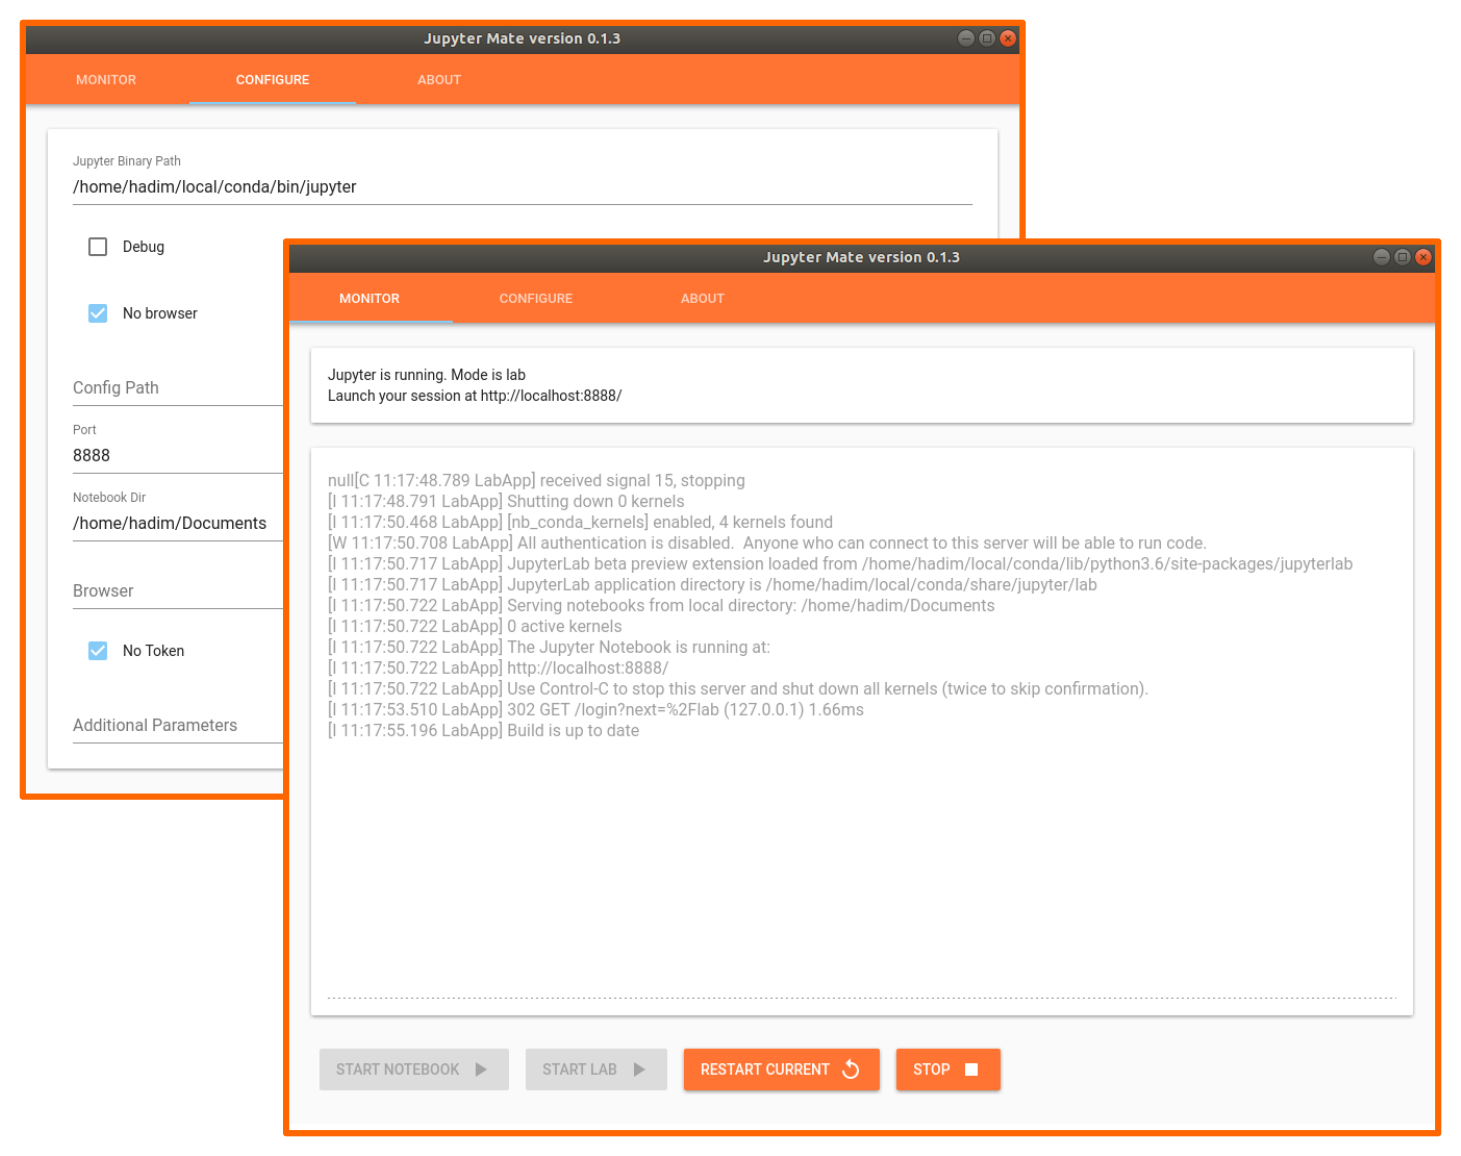 Jupyter Mate version 0.1.3
MONITOR CONFIGURE ABOUT
Jupyter Binary Path
/home/hadim/local/conda/bin/jupyter
Debug
No browser
Config Path
Port
8888
Notebook Dir
/home/hadim/Documents
Browser
No Token
Additional Parameters
Jupyter Mate version 0.1.3
MONITOR CONFIGURE ABOUT
Jupyter is running. Mode is lab
Launch your session at http://localhost:8888/
null[C 11:17:48.789 LabApp] received signal 15, stopping
[I 11:17:48.791 LabApp] Shutting down 0 kernels
[I 11:17:50.468 LabApp] [nb_conda_kernels] enabled, 4 kernels found
[W 11:17:50.708 LabApp] All authentication is disabled.  Anyone who can connect to this server will be able to run code.
[I 11:17:50.717 LabApp] JupyterLab beta preview extension loaded from /home/hadim/local/conda/lib/python3.6/site-packages/jupyterlab
[I 11:17:50.717 LabApp] JupyterLab application directory is /home/hadim/local/conda/share/jupyter/lab
[I 11:17:50.722 LabApp] Serving notebooks from local directory: /home/hadim/Documents
[I 11:17:50.722 LabApp] 0 active kernels
[I 11:17:50.722 LabApp] The Jupyter Notebook is running at:
[I 11:17:50.722 LabApp] http://localhost:8888/
[I 11:17:50.722 LabApp] Use Control-C to stop this server and shut down all kernels (twice to skip confirmation).
[I 11:17:53.510 LabApp] 302 GET /login?next=%2Flab (127.0.0.1) 1.66ms
[I 11:17:55.196 LabApp] Build is up to date
START NOTEBOOK START LAB RESTART CURRENT STOP